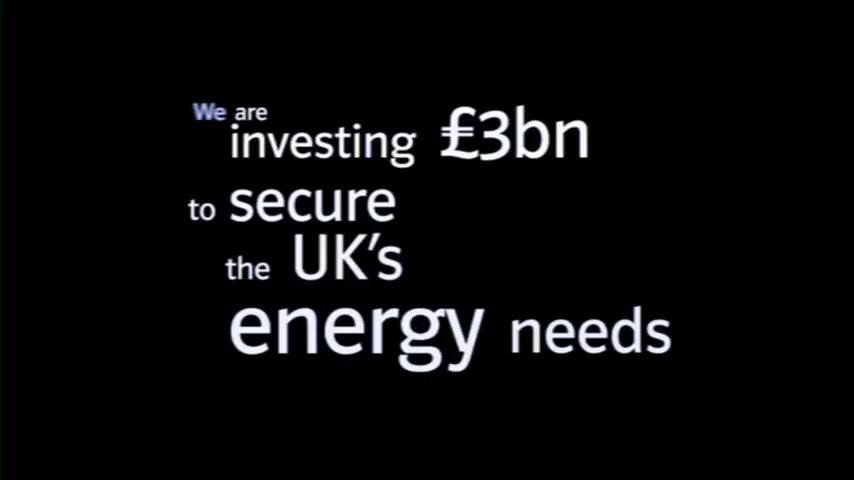 We are
investing £3bn
to secure
the UK's
energy needs